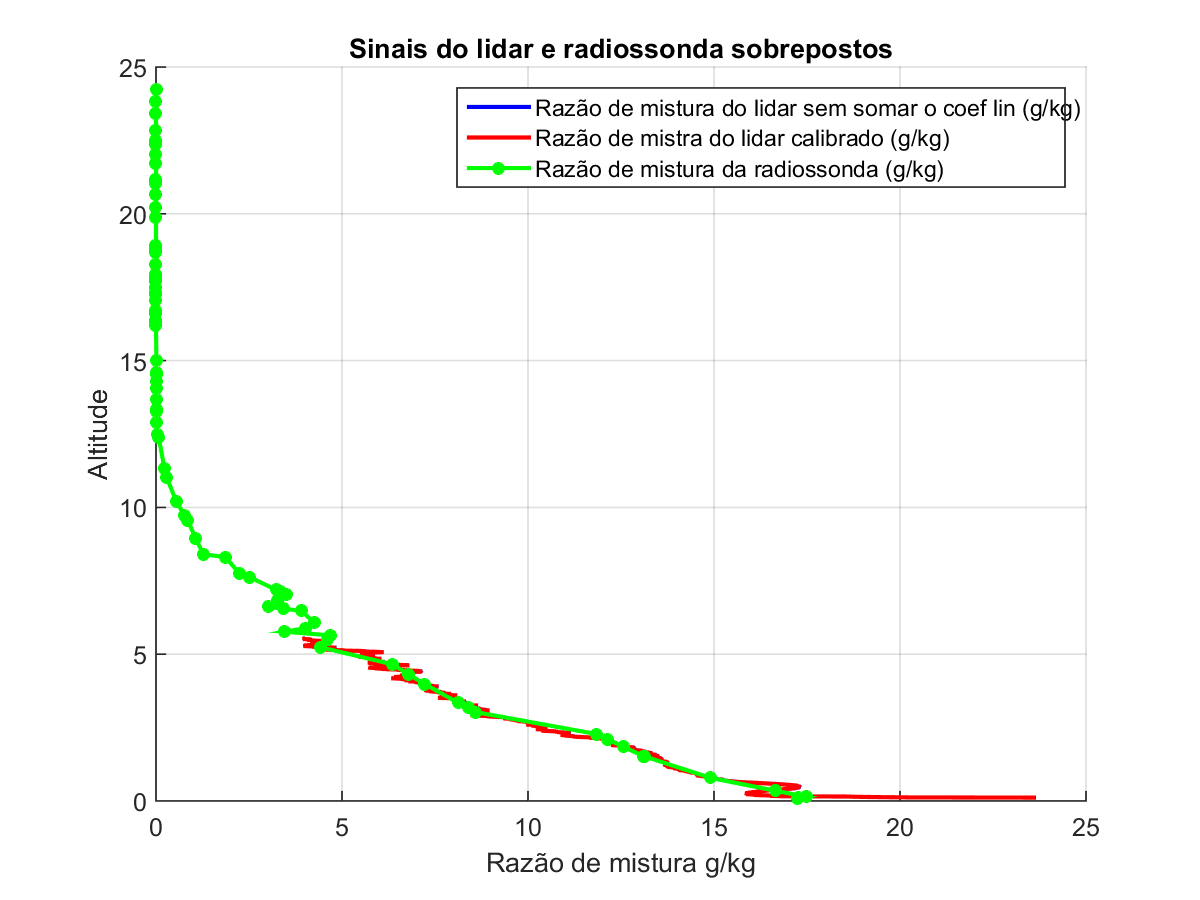 Sinais do lidar e radiossonda sobrepostos
25
Razão de mistura do lidar sem somar o coef lin (g/kg)
Razão de mistra do lidar calibrado (g/kg)
Razão de mistura da radiossonda (g/kg)
20
15
Altitude
10
5
0
0 5 10 15 20 25
Razão de mistura g/kg